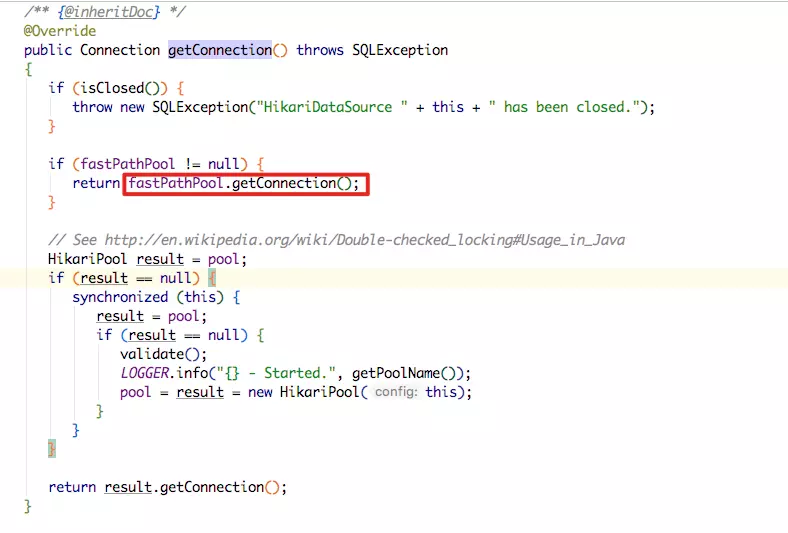 /** {@inheritDoc} */
@Override
public Connection getConnection() throws SQLException
{
if (isClosed()) {
throw new SQLException("HikariDataSource " + this + " has been closed.");
}
if (fastPathPool != null) {
return fastPathPool.getConnection();
}
// See http://en.wikipedia.org/wiki/Double-checked_locking#Usage_in_Java
HikariPool result = pool;
if (result == null) {
synchronized (this) {
result = pool;
if (result == null) {
validate();
LOGGER.info("{} - Started.", getPoolName());
pool = result = new HikariPool( config: this);
}
}
}
return result.getConnection();
}